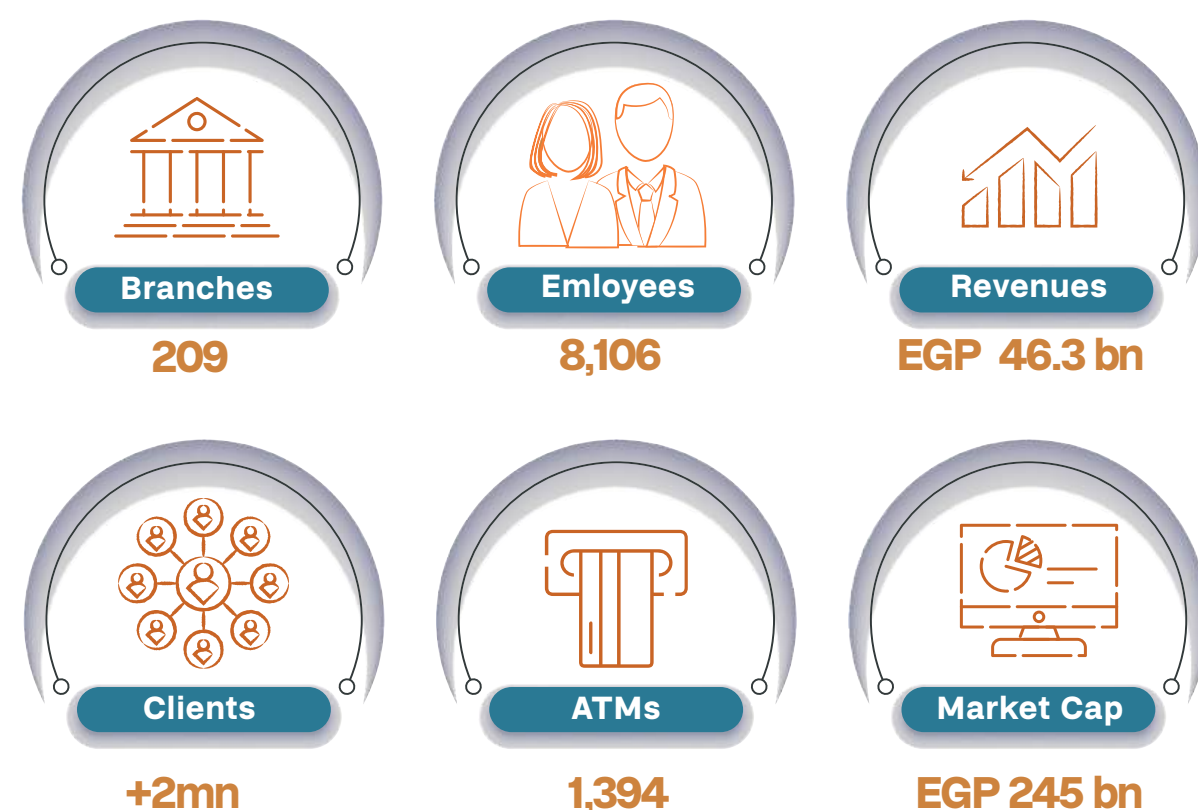 Branches
209
Emloyees
8,106
Revenues
EGP 46.3 bn
Clients
+2mn
ATMs
1,394
Market Cap
EGP 245 bn